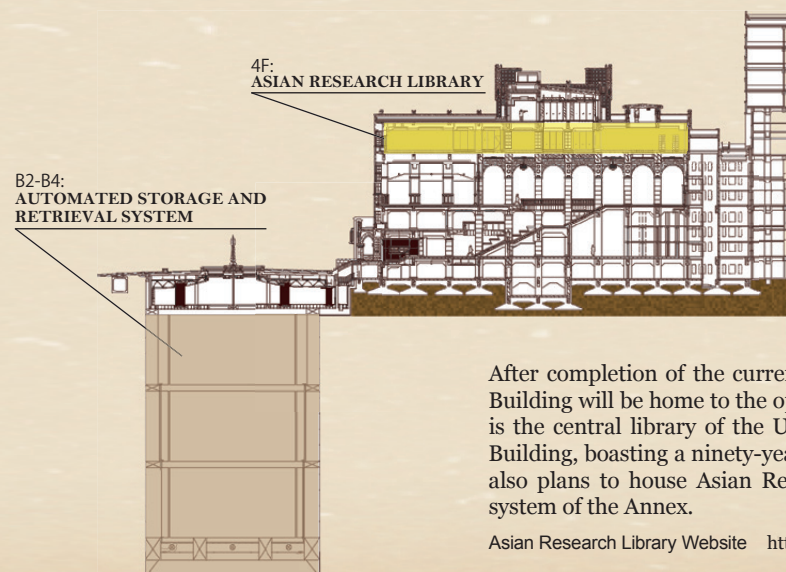 4F:
ASIAN RESEARCH LIBRARY
B2-B4:
AUTOMATED STORAGE AND
RETRIEVAL SYSTEM
After completion of the curren
Building will be home to the op
is the central library of the U
Building, boasting a ninety-yea
also plans to house Asian Re
system of the Annex.
Asian Research Library Website htt